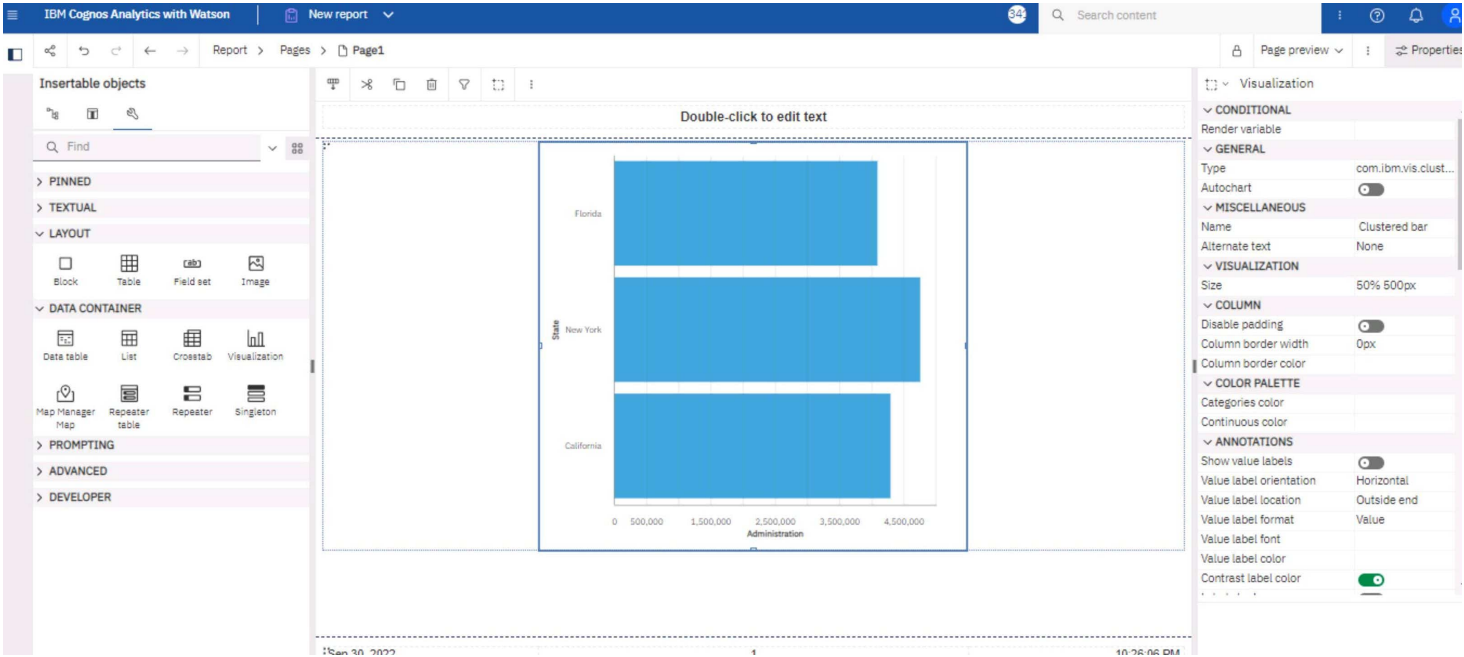 IBM Cognos Analytics with Watson
New report
Search content
Report > Pages > Page1
Page preview
Properties
Insertable objects
Find
PINNED
TEXTUAL
LAYOUT
Block Table Field set Image
DATA CONTAINER
Data table List Crosstab Visualization
Map Manager Map Repeater table Repeater Singleton
PROMPTING
ADVANCED
DEVELOPER
Double-click to edit text
State
Florida
New York
California
0 500,000 1,500,000 2,500,000 3,500,000 4,500,000
Administration
Sep 30, 2022 1 10:26:06 PM
Visualization
CONDITIONAL
Render variable
GENERAL
Type com.ibm.vis.clust...
Autochart
MISCELLANEOUS
Name Clustered bar
Alternate text None
VISUALIZATION
Size 50% 500px
COLUMN
Disable padding
Column border width 0px
Column border color
COLOR PALETTE
Categories color
Continuous color
ANNOTATIONS
Show value labels
Value label orientation Horizontal
Value label location Outside end
Value label format Value
Value label font
Value label color
Contrast label color